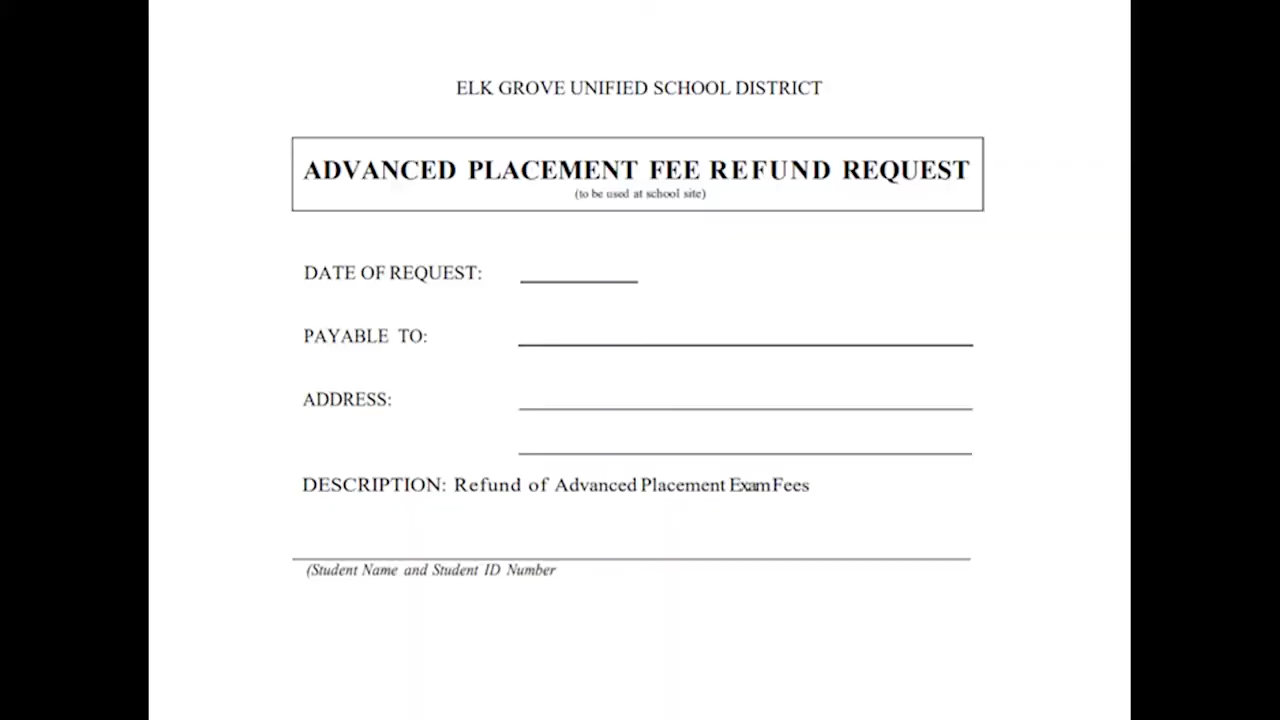 ELK GROVE UNIFIED SCHOOL DISTRICT
ADVANCED PLACEMENT FEE REFUND REQUEST
(to be used at school site)
DATE OF REQUEST:
PAYABLE TO:
ADDRESS:
DESCRIPTION: Refund of Advanced Placement Exam Fees
(Student Name and Student ID Number